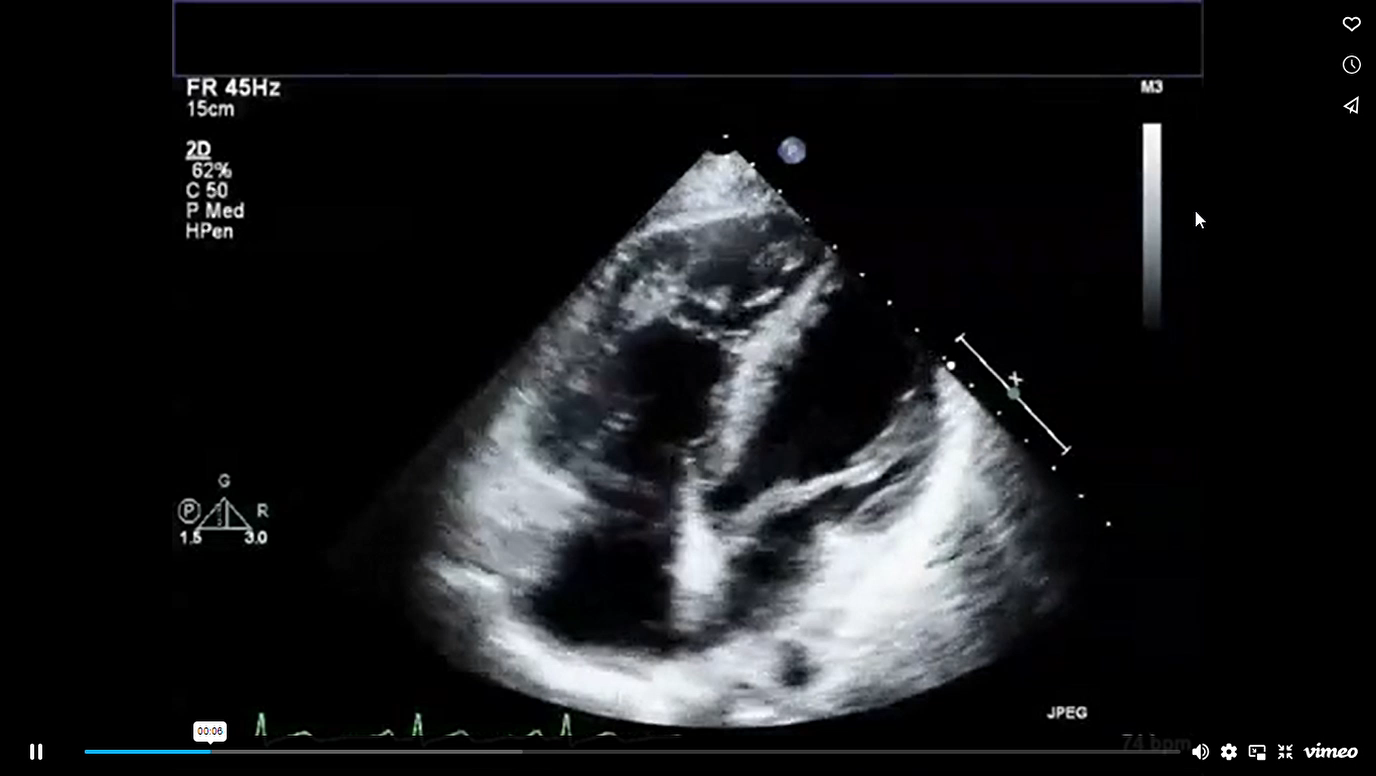 FR 45Hz
15cm
M3
2D
62%
C 50
P Med
HPen
P
G
P
R
1.5
3.0
JPEG
00:06
74 bpm
vimeo